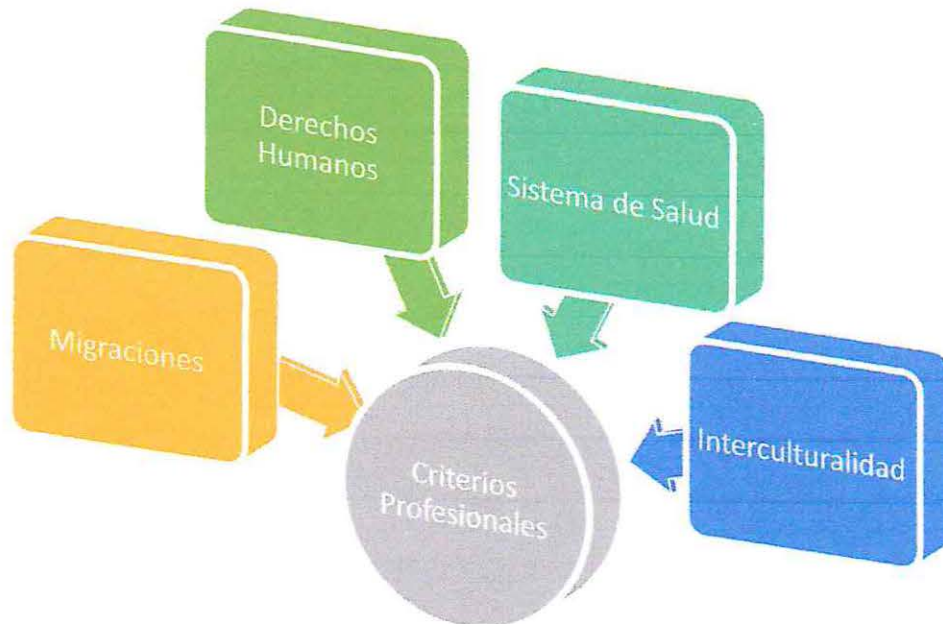 Derechos
Humanos
Sistema de Salud
Migraciones
Interculturalidad
Criterios
Profesionales